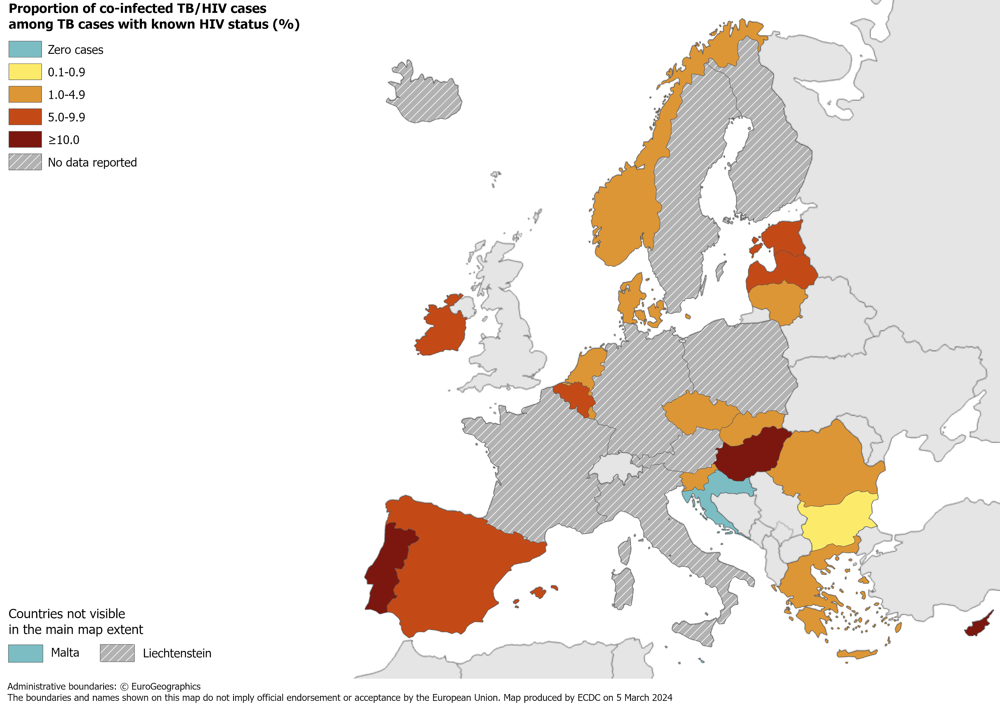 Proportion of co-infected TB/HIV cases
among TB cases with known HIV status (%)
Zero cases
0.1-0.9
1.0-4.9
5.0-9.9
≥10.0
No data reported
Countries not visible
in the main map extent
Malta
Liechtenstein
Administrative boundaries: © EuroGeographics
The boundaries and names shown on this map do not imply official endorsement or acceptance by the European Union. Map produced by ECDC on 5 March 2024